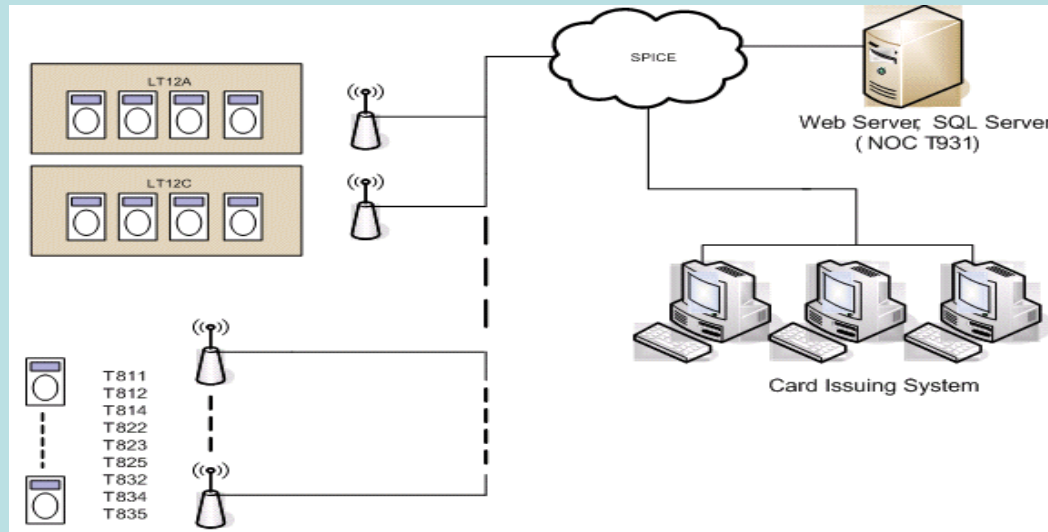 LT12A
LT12C
SPICE
Web Server, SQL Server
( NOC T931)
Card Issuing System
T811
T812
T814
T822
T823
T825
T832
T834
T835